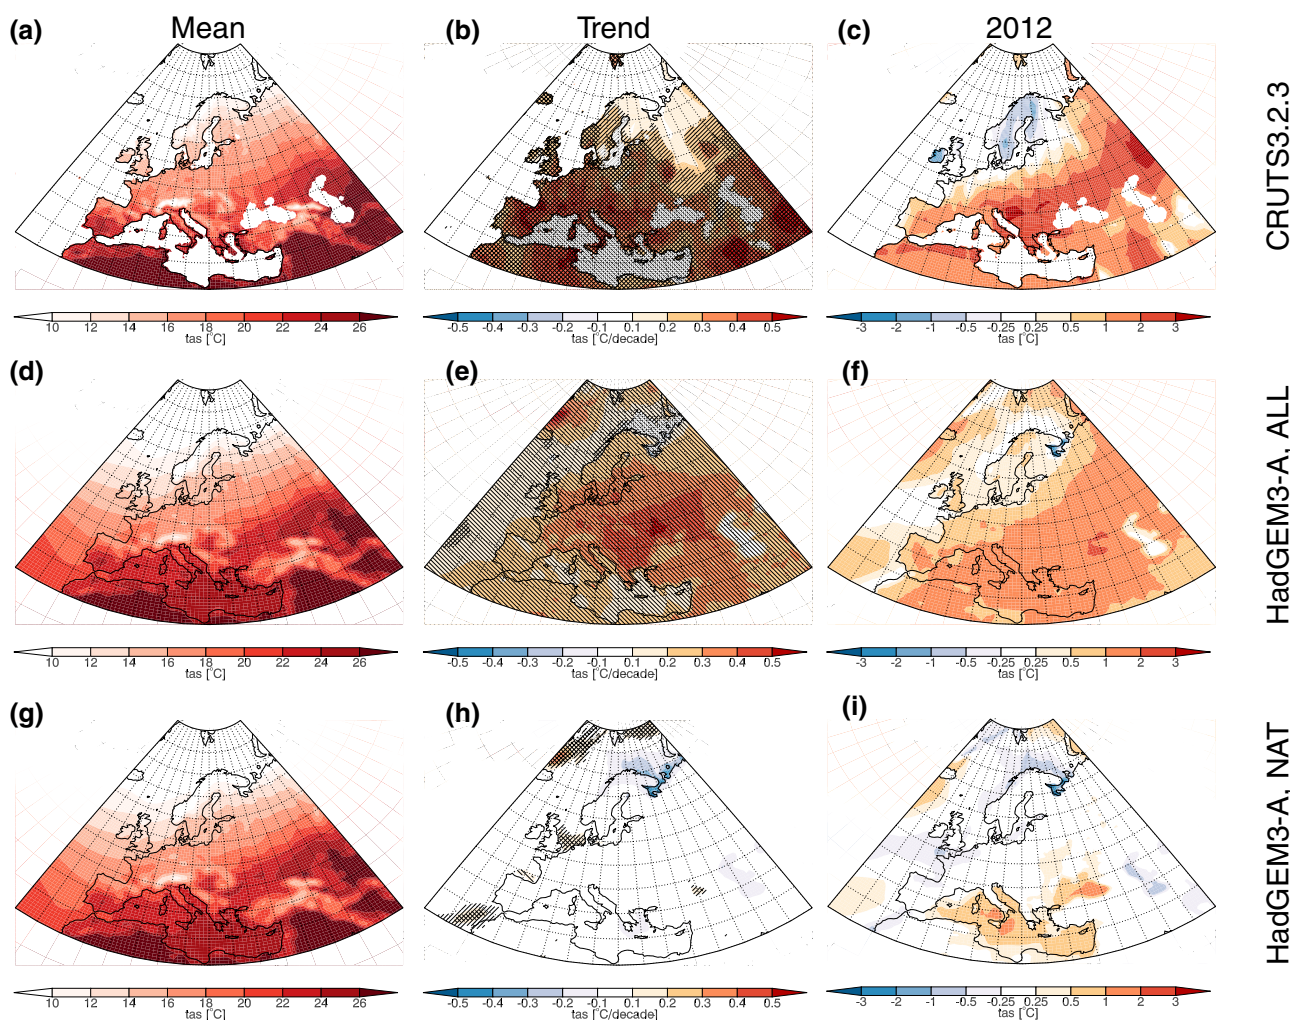 Mean
Trend
2012
(a)
(b)
(c)
CRUTS3.2.3
10 12 14 16 18 20 22 24 26
tas [°C]
-0.5 -0.4 -0.3 -0.2 -0.1 0.1 0.2 0.3 0.4 0.5
tas [°C/decade]
-3 -2 -1 -0.5 -0.25 0.25 0.5 1 2 3
tas [°C]
(d)
(e)
(f)
HadGEM3-A, ALL
10 12 14 16 18 20 22 24 26
tas [°C]
-0.5 -0.4 -0.3 -0.2 -0.1 0.1 0.2 0.3 0.4 0.5
tas [°C/decade]
-3 -2 -1 -0.5 -0.25 0.25 0.5 1 2 3
tas [°C]
(g)
(h)
(i)
HadGEM3-A, NAT
10 12 14 16 18 20 22 24 26
tas [°C]
-0.5 -0.4 -0.3 -0.2 -0.1 0.1 0.2 0.3 0.4 0.5
tas [°C/decade]
-3 -2 -1 -0.5 -0.25 0.25 0.5 1 2 3
tas [°C]